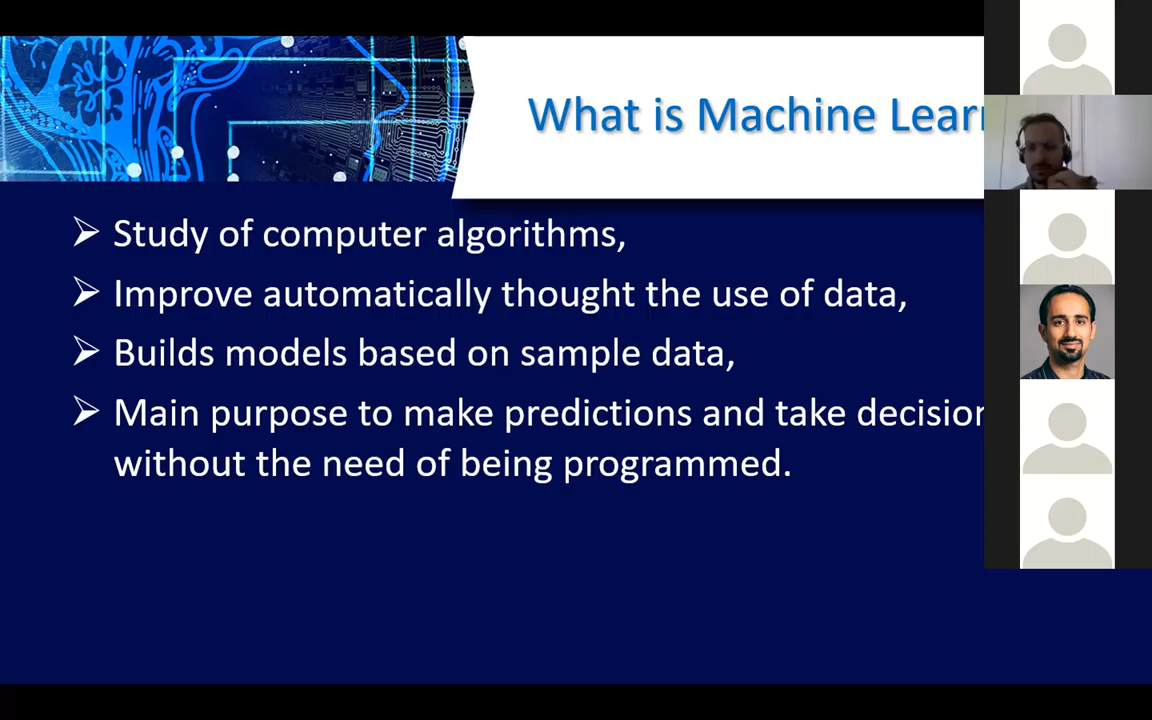 What is Machine Lear
➢ Study of computer algorithms,
➢ Improve automatically thought the use of data,
➢ Builds models based on sample data,
➢ Main purpose to make predictions and take decision
without the need of being programmed.